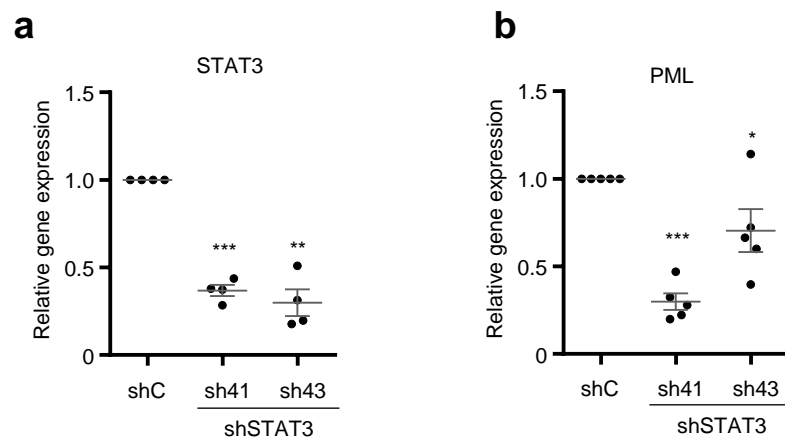 a
STAT3
Relative gene expression
1.5
1.0
0.5
0
***
**
shC
sh41
sh43
shSTAT3
b
PML
Relative gene expression
1.5
1.0
0.5
0
***
*
shC
sh41
sh43
shSTAT3